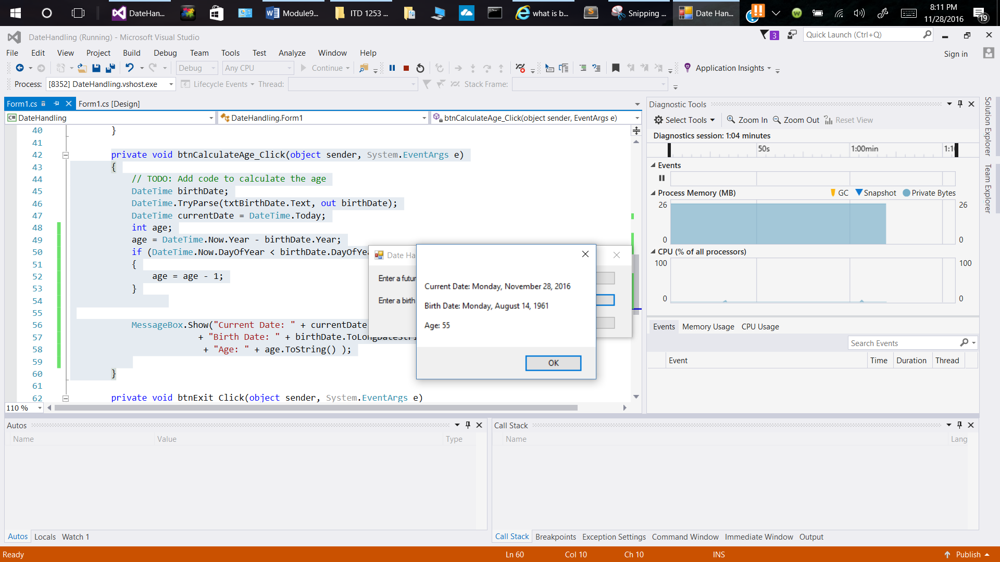 DateHan...
Module9...
ITD 1253 ...
what is b...
Snipping ...
Date Han...
8:11 PM
11/28/2016
19
DateHandling (Running) - Microsoft Visual Studio
3
Quick Launch (Ctrl+Q)
File Edit View Project Build Debug Team Tools Test Analyze Window Help
Sign in
Debug Any CPU Continue Application Insights
Process: [8352] DateHandling.vshost.exe Lifecycle Events Thread: Stack Frame:
Form1.cs Form1.cs [Design]
DateHandling DateHandling.Form1 btnCalculateAge_Click(object sender, EventArgs e)
40 }
41
42 private void btnCalculateAge_Click(object sender, System.EventArgs e)
43 {
44 // TODO: Add code to calculate the age
45 DateTime birthDate;
46 DateTime.TryParse(txtBirthDate.Text, out birthDate);
47 DateTime currentDate = DateTime.Today;
48 int age;
49 age = DateTime.Now.Year - birthDate.Year;
50 if (DateTime.Now.DayOfYear < birthDate.DayOfYea
51 {
52 age = age - 1;
53 }
54
55
56 MessageBox.Show("Current Date: " + currentDate
57 + "Birth Date: " + birthDate.ToLongDateStri
58 + "Age: " + age.ToString() );
59
60 }
61
62 private void btnExit_Click(object sender, System.EventArgs e)
110 %
Date Ha
Enter a futur
Enter a birth
Current Date: Monday, November 28, 2016
Birth Date: Monday, August 14, 1961
Age: 55
OK
Diagnostic Tools
Select Tools Zoom In Zoom Out Reset View
Diagnostics session: 1:04 minutes
50s 1:00min 1:1
Events
Process Memory (MB) GC Snapshot Private Bytes
26 26
0 0
CPU (% of all processors)
100 100
0 0
Events Memory Usage CPU Usage
Search Events
Event Time Duration Thread
Solution Explorer
Team Explorer
Autos
Name Value Type
Autos Locals Watch 1
Call Stack
Name Lang
Call Stack Breakpoints Exception Settings Command Window Immediate Window Output
Ready Ln 60 Col 10 Ch 10 INS Publish